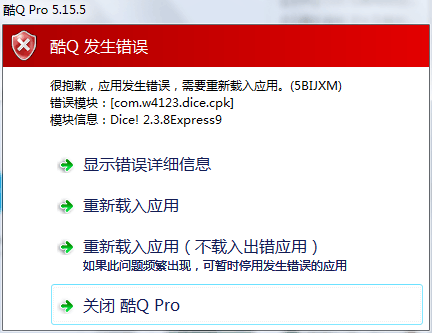 酷Q Pro 5.15.5
酷Q 发生错误
很抱歉，应用发生错误，需要重新载入应用。(5BIJXM)
错误模块：[com.w4123.dice.cpk]
模块信息：Dice! 2.3.8Express9
显示错误详细信息
重新载入应用
重新载入应用（不载入出错应用）
如果此问题频繁出现，可暂时停用发生错误的应用
关闭 酷Q Pro